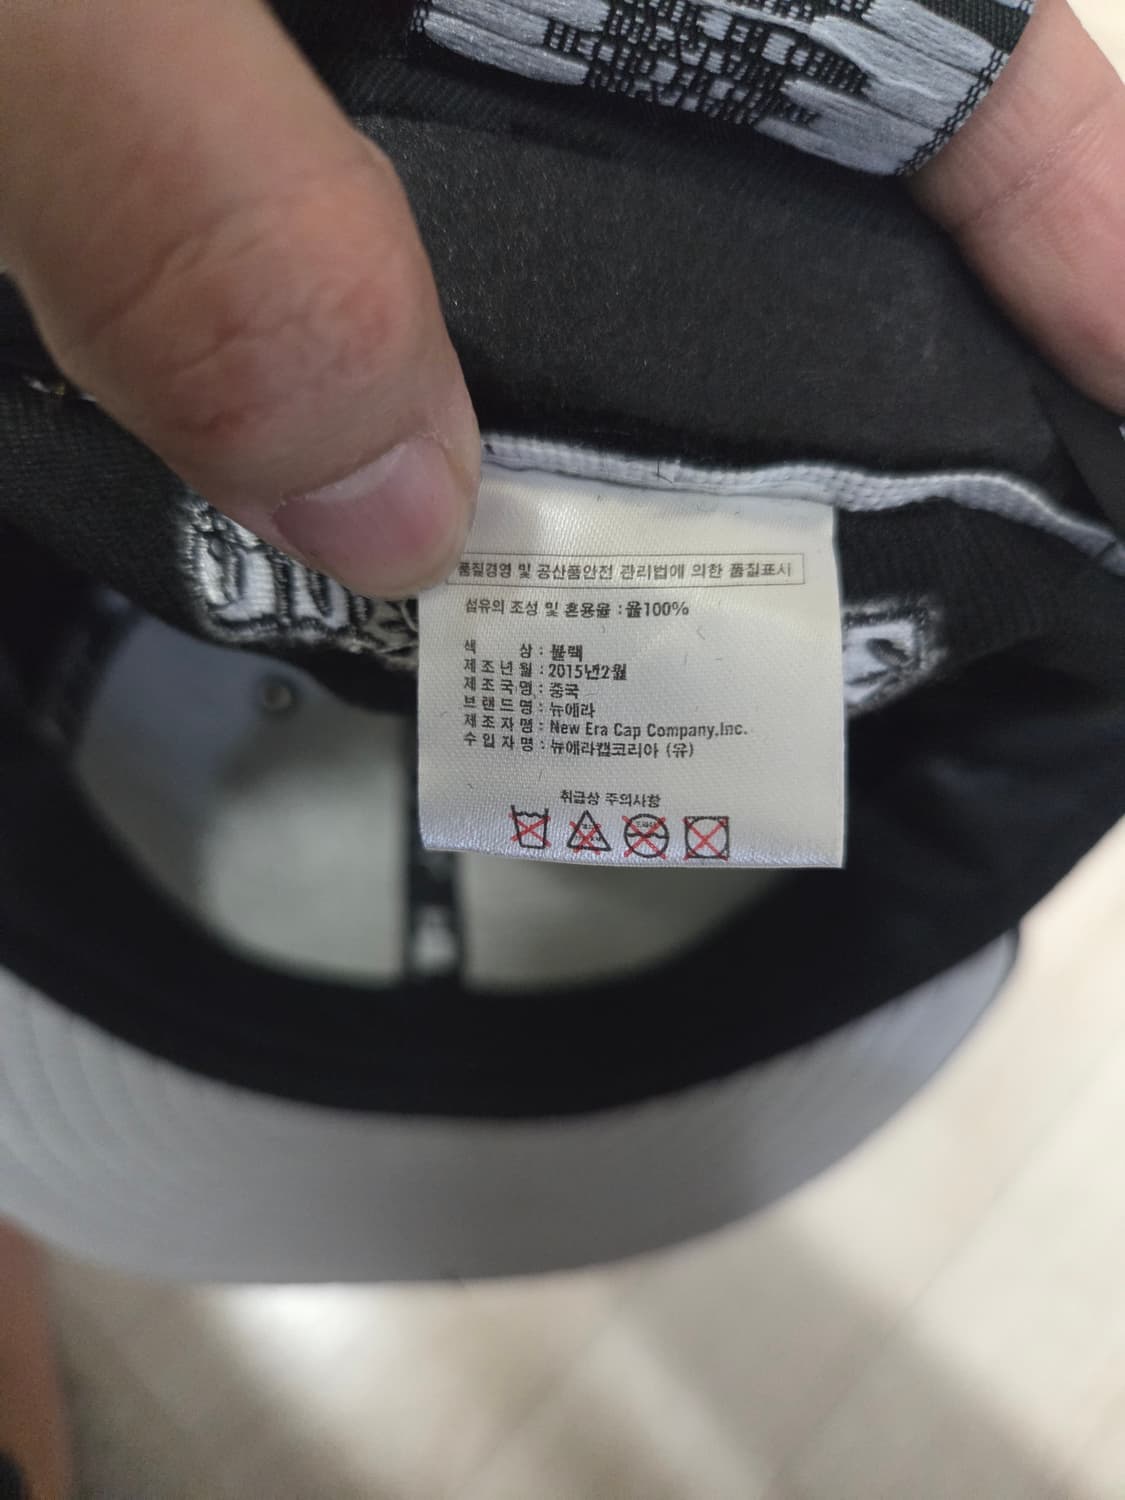 품질경영 및 공산품안전 관리법에 의한 품질표시
섬유의 조성 및 혼용율 : 울100%
색 상 : 블랙
제조년월 : 2015년2월
제조국명 : 중국
브랜드명 : 뉴에라
제조자명 : New Era Cap Company,Inc.
수입자명 : 뉴에라캡코리아 (유)
취급상 주의사항